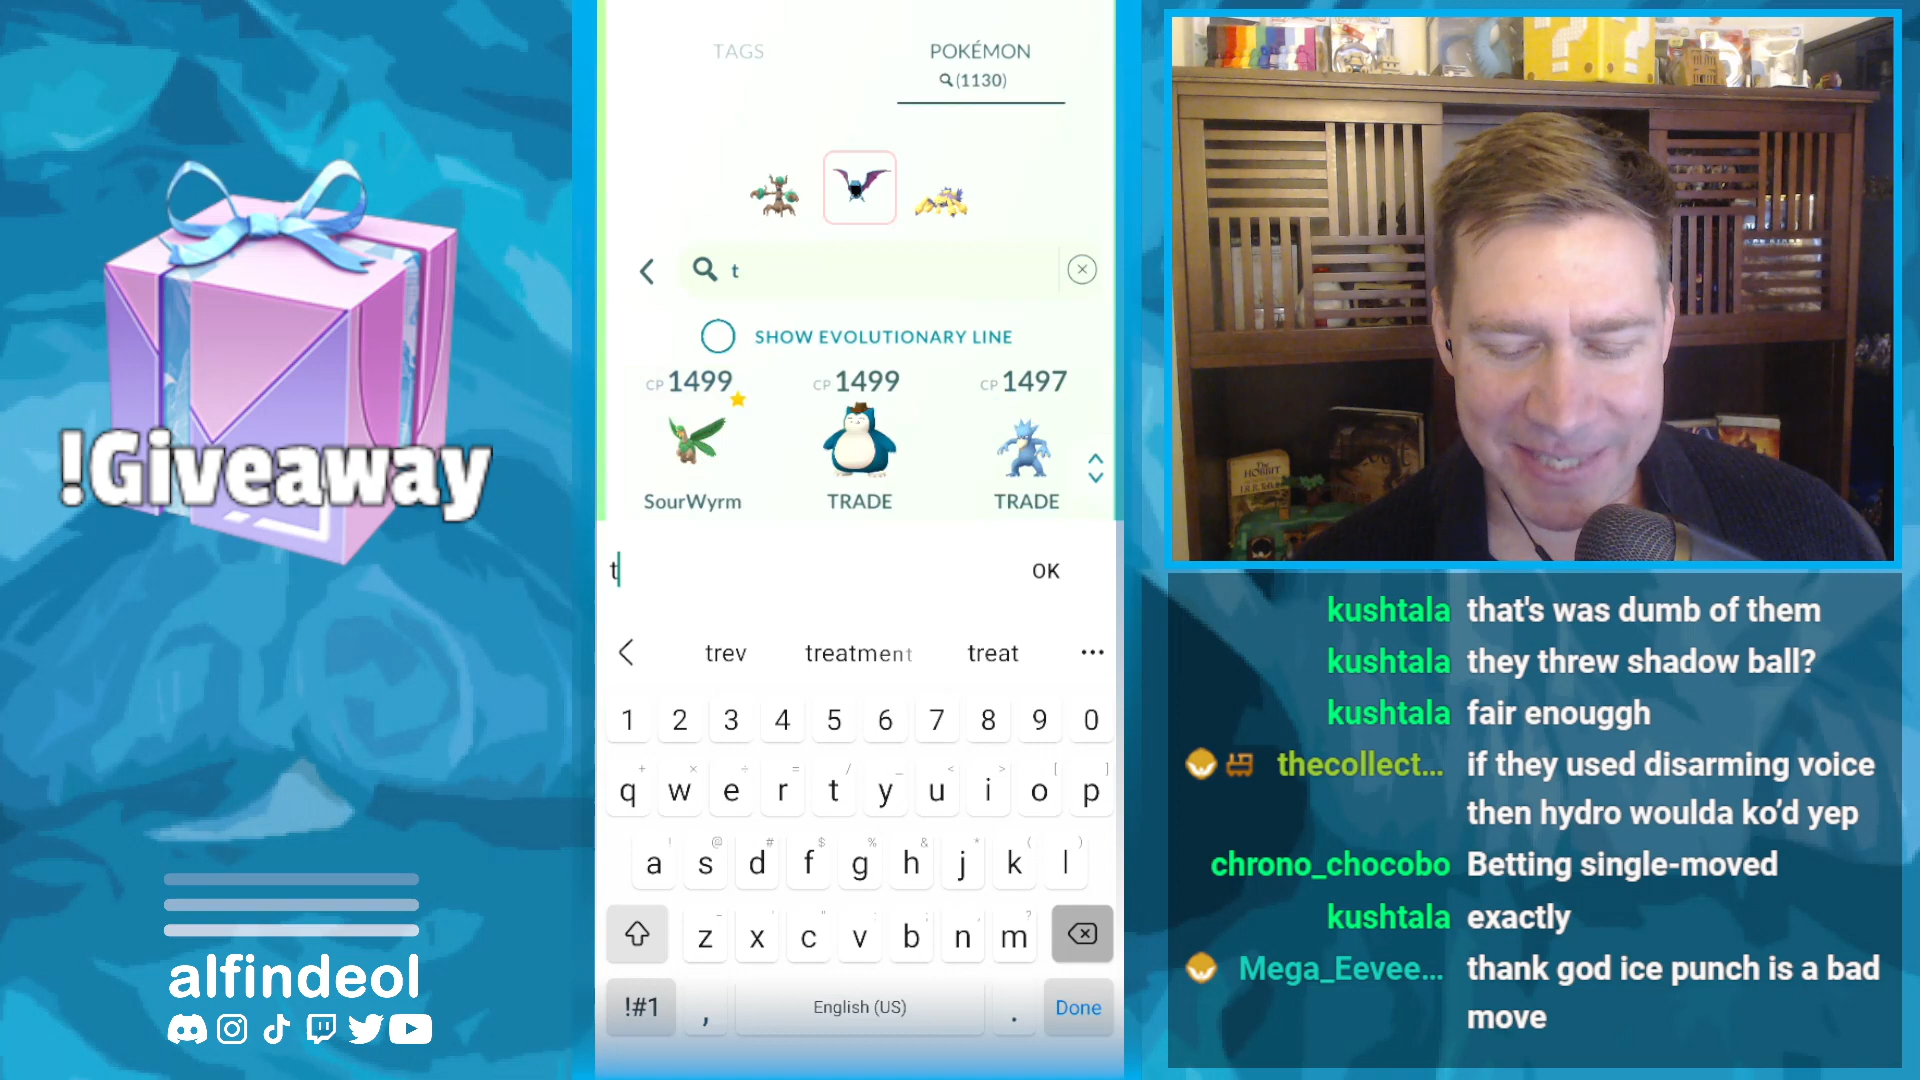 !Giveaway
alfindeol
TAGS
POKÉMON
(1130)
t
SHOW EVOLUTIONARY LINE
CP 1499
CP 1499
CP 1497
SourWyrm
TRADE
TRADE
t
OK
trev
treatment
treat
1 2 3 4 5 6 7 8 9 0
q w e r t y u i o p
a s d f g h j k l
z x c v b n m
!#1
,
English (US)
.
Done
The
HOBBIT
J.R.R.
kushtala that's was dumb of them
kushtala they threw shadow ball?
kushtala fair enouggh
thecollect... if they used disarming voice
then hydro woulda ko'd yep
chrono_chocobo Betting single-moved
kushtala exactly
Mega_Eevee... thank god ice punch is a bad
move